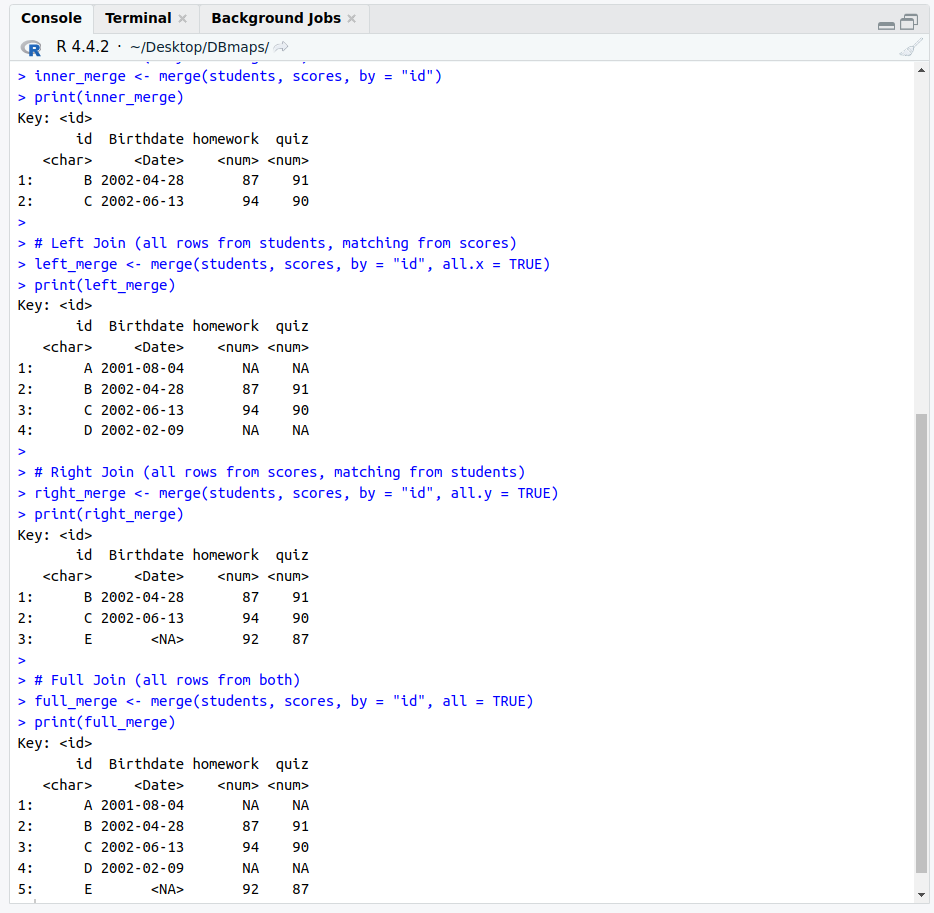 Console Terminal × Background Jobs ×
R R 4.4.2 · ~/Desktop/DBmaps/
> inner_merge <- merge(students, scores, by = "id")
> print(inner_merge)
Key: <id>
       id  Birthdate homework  quiz
   <char>     <Date>    <num> <num>
1:      B 2002-04-28       87    91
2:      C 2002-06-13       94    90
>
> # Left Join (all rows from students, matching from scores)
> left_merge <- merge(students, scores, by = "id", all.x = TRUE)
> print(left_merge)
Key: <id>
       id  Birthdate homework  quiz
   <char>     <Date>    <num> <num>
1:      A 2001-08-04       NA    NA
2:      B 2002-04-28       87    91
3:      C 2002-06-13       94    90
4:      D 2002-02-09       NA    NA
>
> # Right Join (all rows from scores, matching from students)
> right_merge <- merge(students, scores, by = "id", all.y = TRUE)
> print(right_merge)
Key: <id>
       id  Birthdate homework  quiz
   <char>     <Date>    <num> <num>
1:      B 2002-04-28       87    91
2:      C 2002-06-13       94    90
3:      E       <NA>       92    87
>
> # Full Join (all rows from both)
> full_merge <- merge(students, scores, by = "id", all = TRUE)
> print(full_merge)
Key: <id>
       id  Birthdate homework  quiz
   <char>     <Date>    <num> <num>
1:      A 2001-08-04       NA    NA
2:      B 2002-04-28       87    91
3:      C 2002-06-13       94    90
4:      D 2002-02-09       NA    NA
5:      E       <NA>       92    87